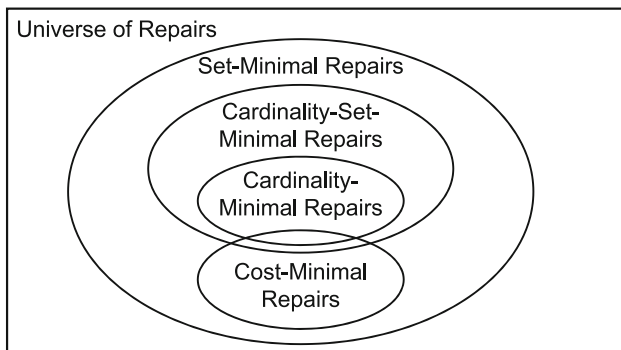 Universe of Repairs
Set-Minimal Repairs
Cardinality-Set-
Minimal Repairs
Cardinality-
Minimal Repairs
Cost-Minimal
Repairs